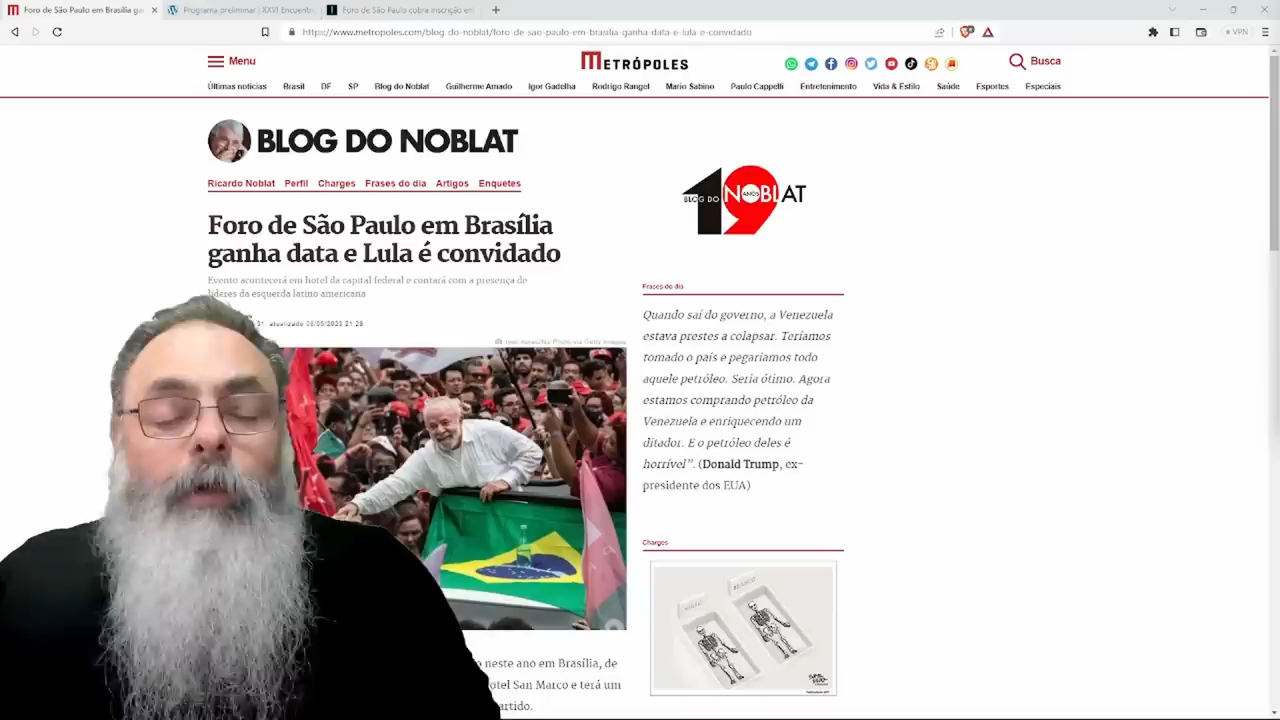 Foro de São Paulo em Brasília ga
Programa preliminar | XXVI Encuentro
Foro de São Paulo cobra inscrição em
https://www.metropoles.com/blog-do-noblat/foro-de-sao-paulo-em-brasilia-ganha-data-e-lula-e-convidado
VPN
Menu
METRÓPOLES
Busca
Últimas notícias Brasil DF SP Blog do Noblat Guilherme Amado Igor Gadelha Rodrigo Rangel Mario Sabino Paulo Cappelli Entretenimento Vida & Estilo Saúde Esportes Especiais
BLOG DO NOBLAT
Ricardo Noblat Perfil Charges Frases do dia Artigos Enquetes
Foro de São Paulo em Brasília
ganha data e Lula é convidado
Evento acontecerá em hotel da capital federal e contará com a presença de
líderes da esquerda latino americana
atualizado
neste ano em Brasília, de
otel San Marco e terá um
artido.
19 ANOS
BLOG DO NOBLAT
Frases do dia
Quando saí do governo, a Venezuela
estava prestes a colapsar. Teríamos
tomado o país e pegaríamos todo
aquele petróleo. Seria ótimo. Agora
estamos comprando petróleo da
Venezuela e enriquecendo um
ditador. E o petróleo deles é
horrível”. (Donald Trump, ex-
presidente dos EUA)
Charges